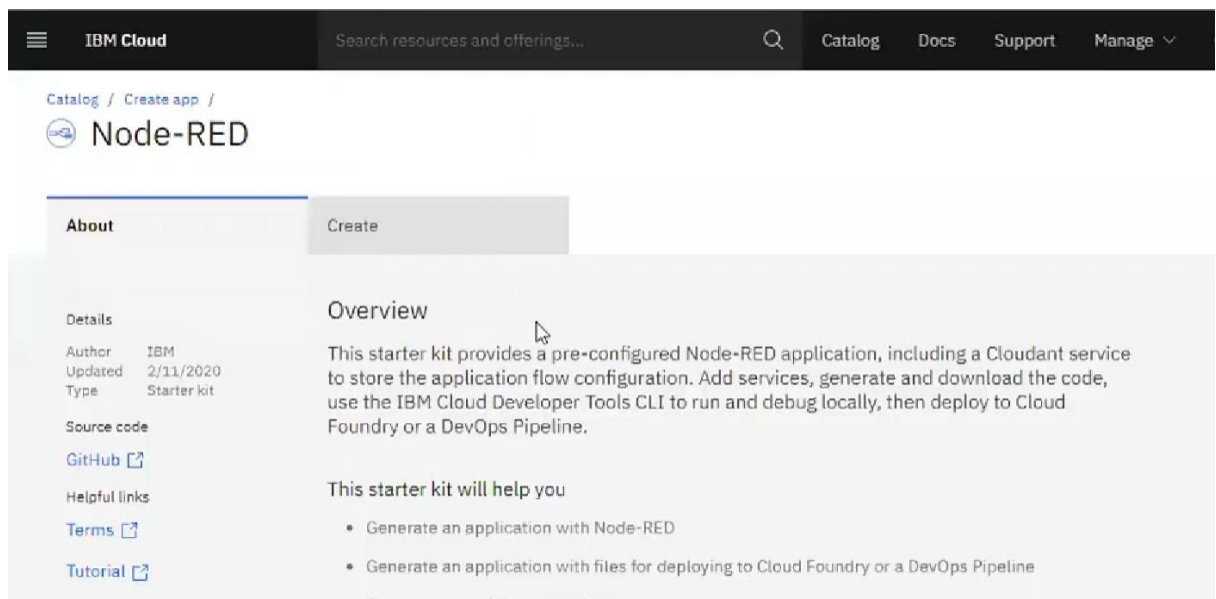 IBM Cloud
Search resources and offerings...
Catalog
Docs
Support
Manage
Catalog / Create app /
Node-RED
About
Create
Details
Author IBM
Updated 2/11/2020
Type Starter kit
Source code
GitHub
Helpful links
Terms
Tutorial
Overview
This starter kit provides a pre-configured Node-RED application, including a Cloudant service
to store the application flow configuration. Add services, generate and download the code,
use the IBM Cloud Developer Tools CLI to run and debug locally, then deploy to Cloud
Foundry or a DevOps Pipeline.
This starter kit will help you
• Generate an application with Node-RED
• Generate an application with files for deploying to Cloud Foundry or a DevOps Pipeline